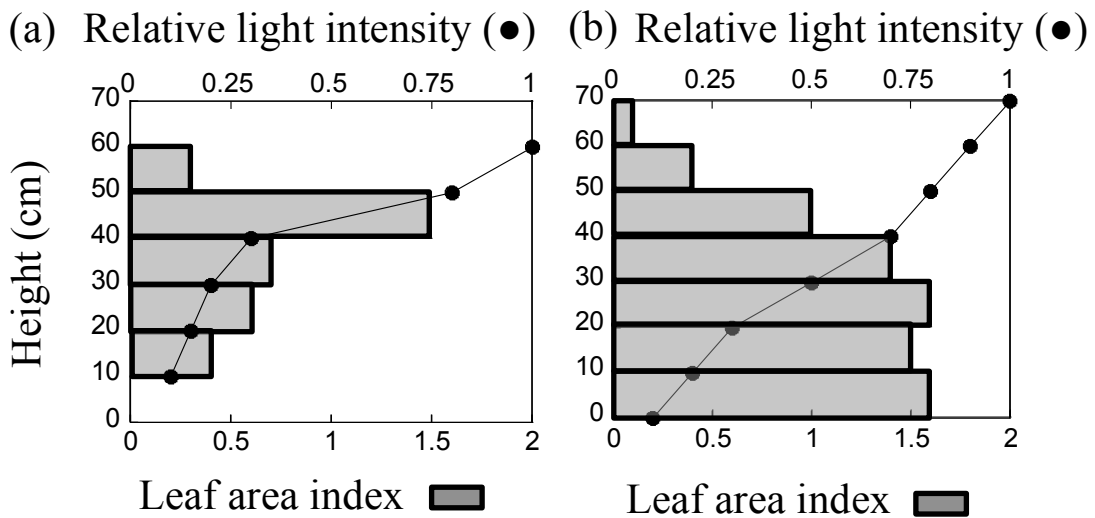 (a) Relative light intensity (●)
0 0.25 0.5 0.75 1
70
60
50
40
30
20
10
0
Height (cm)
0 0.5 1 1.5 2
Leaf area index
(b) Relative light intensity (●)
0 0.25 0.5 0.75 1
70
60
50
40
30
20
10
0
0 0.5 1 1.5 2
Leaf area index